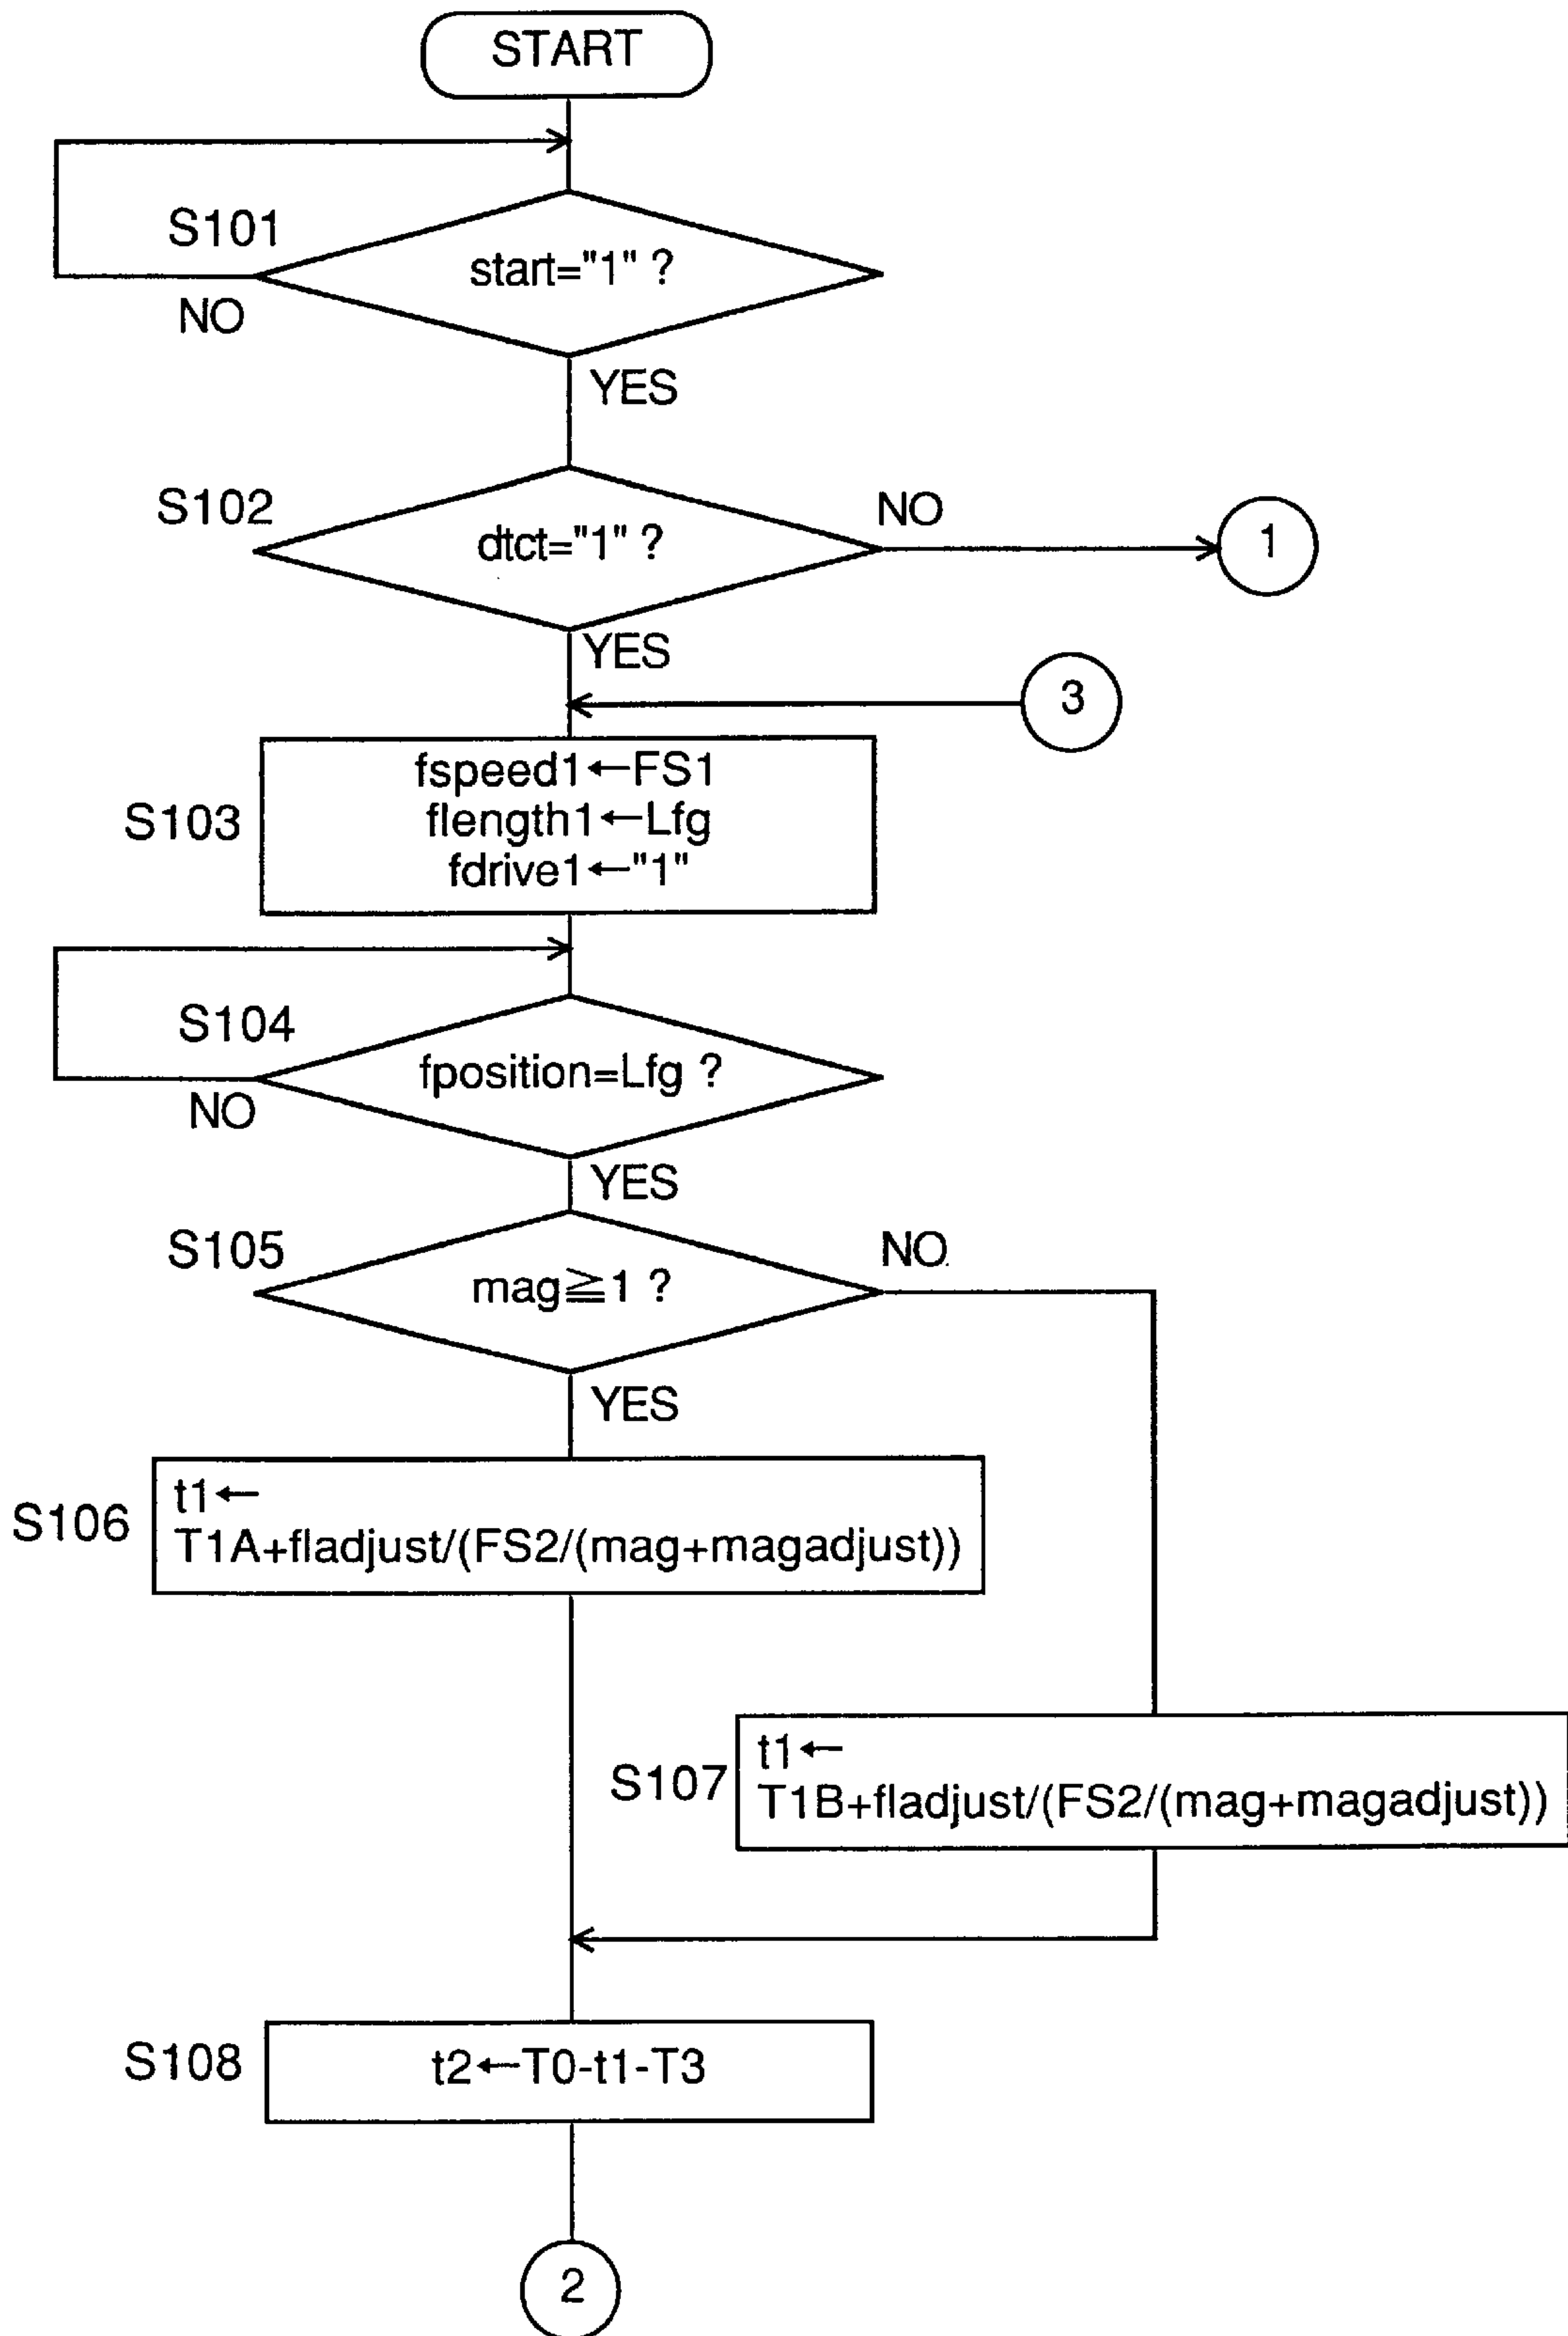 START
S101
start="1" ?
NO
YES
S102
dtct="1" ?
NO
1
YES
3
S103
fspeed1←FS1
flength1←Lfg
fdrive1←"1"
S104
fposition=Lfg ?
NO
YES
S105
mag≧1 ?
NO
YES
S106
t1←
T1A+fladjust/(FS2/(mag+magadjust))
S107
t1←
T1B+fladjust/(FS2/(mag+magadjust))
S108
t2←T0-t1-T3
2